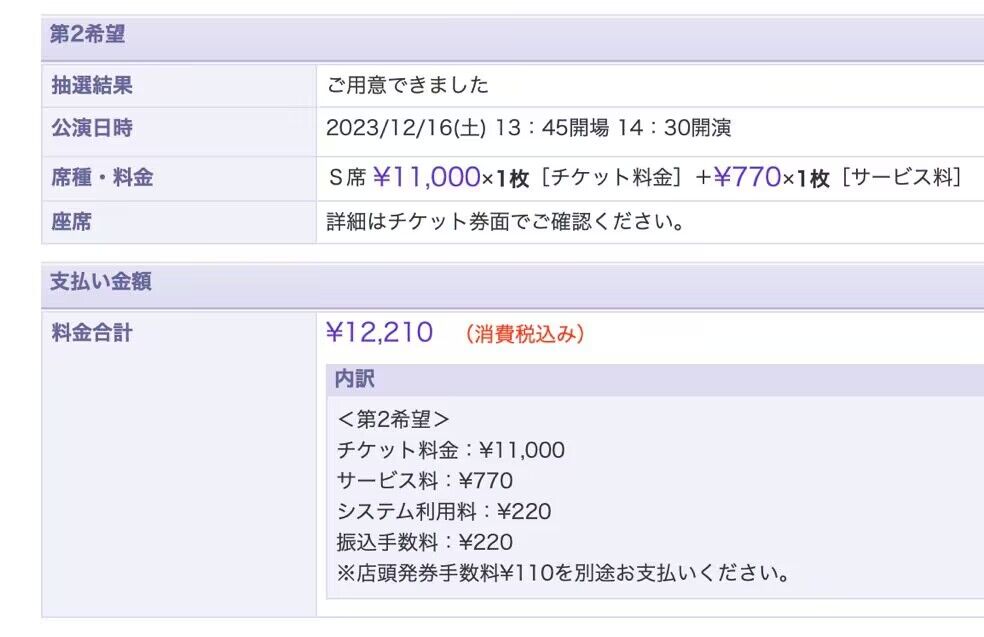 第2希望
抽選結果 ご用意できました
公演日時 2023/12/16(土) 13：45開場 14：30開演
席種・料金 S席 ¥11,000×1枚［チケット料金］＋¥770×1枚［サービス料］
座席 詳細はチケット券面でご確認ください。
支払い金額
料金合計 ¥12,210 （消費税込み）
内訳
＜第2希望＞
チケット料金：¥11,000
サービス料：¥770
システム利用料：¥220
振込手数料：¥220
※店頭発券手数料¥110を別途お支払いください。